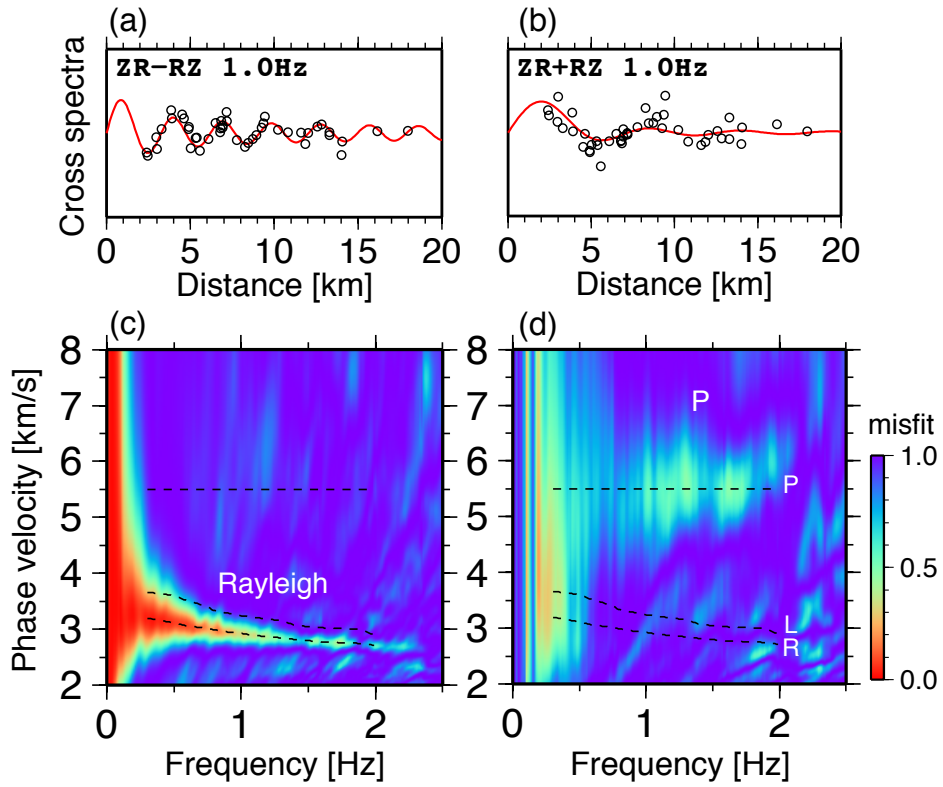 (a)
(b)
Cross spectra
ZR−RZ 1.0Hz
ZR+RZ 1.0Hz
0 5 10 15 20
0 5 10 15 20
Distance [km]
Distance [km]
(c)
(d)
Phase velocity [km/s]
8
7
6
5
4
3
2
Rayleigh
8
7
6
5
4
3
2
P
P
L
R
misfit
1.0
0.5
0.0
0 1 2
0 1 2
Frequency [Hz]
Frequency [Hz]